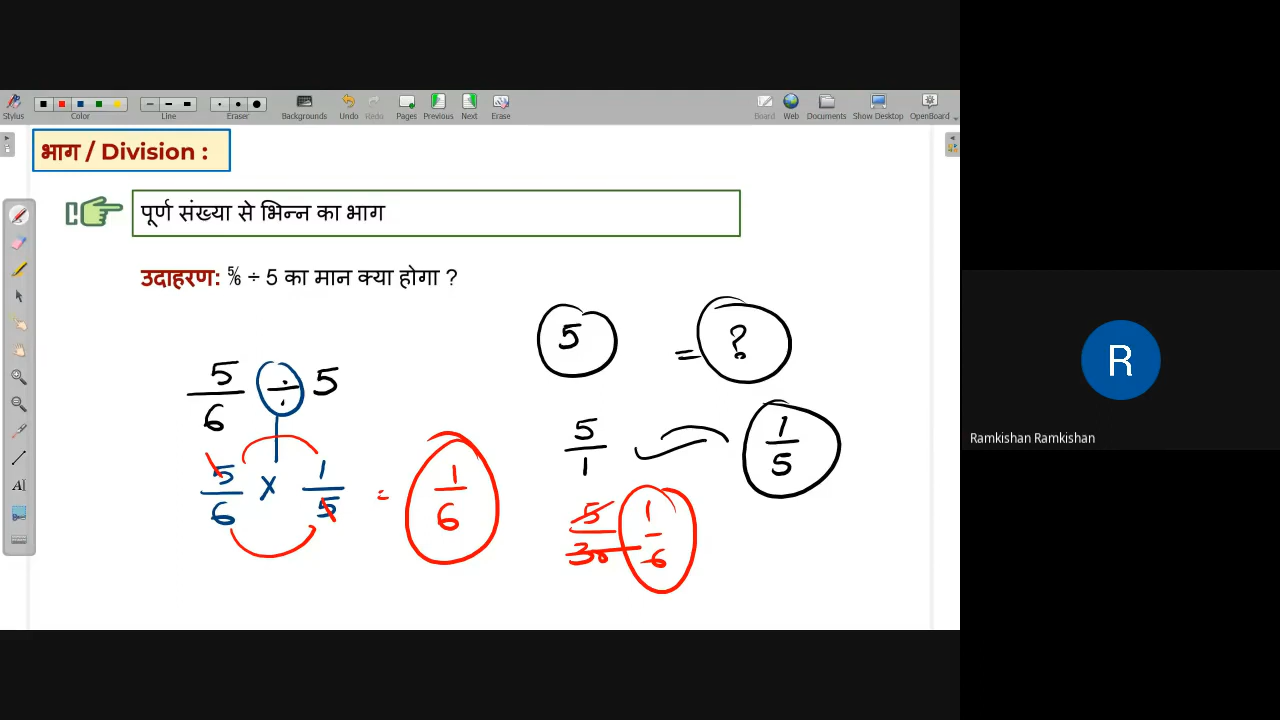 Stylus Color Line Eraser Backgrounds Undo Redo Pages Previous Next Erase Board Web Documents Show Desktop OpenBoard
भाग / Division :
पूर्ण संख्या से भिन्न का भाग
उदाहरण: ⅚ ÷ 5 का मान क्या होगा ?
5 = ?
5/6 ÷ 5
5/1 1/5
5/6 x 1/5 = 1/6
5/30 1/6
R
Ramkishan Ramkishan